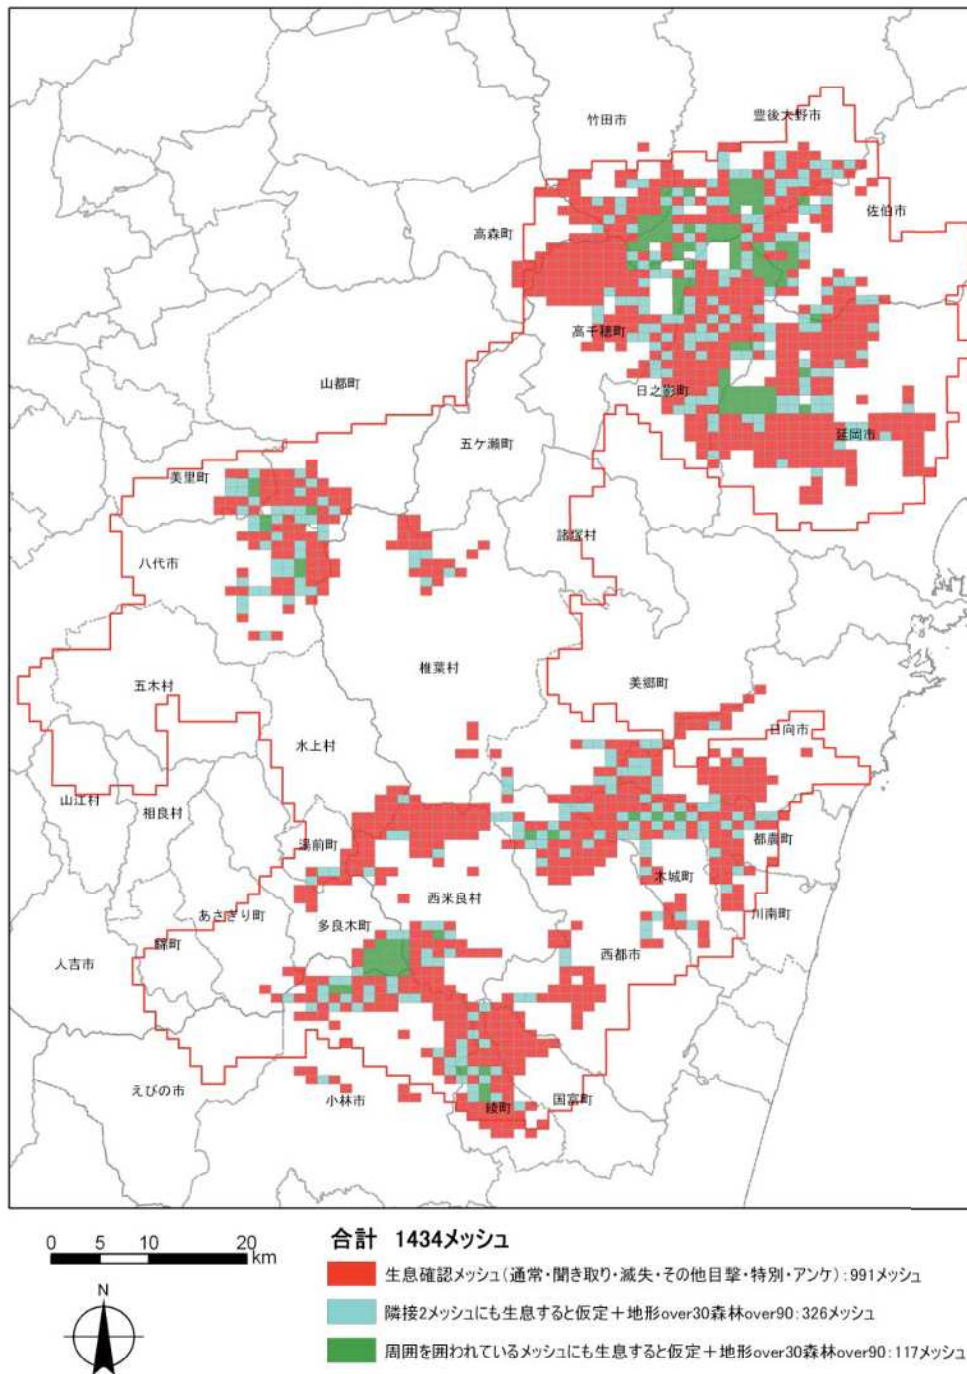 竹田市
豊後大野市
佐伯市
高森町
高千穂町
山都町
日之影町
五ケ瀬町
延岡市
美里町
諸塚村
八代市
椎葉村
五木村
美郷町
水上村
日向市
山江村
相良村
湯前町
都農町
木城町
西米良村
あさぎり町
多良木町
川南町
錦町
人吉市
西都市
えびの市
小林市
綾町
国富町
0 5 10 20
km
N
合計 1434メッシュ
生息確認メッシュ(通常・聞き取り・滅失・その他目撃・特別・アンケ):991メッシュ
隣接2メッシュにも生息すると仮定+地形over30森林over90:326メッシュ
周囲を囲われているメッシュにも生息すると仮定+地形over30森林over90:117メッシュ